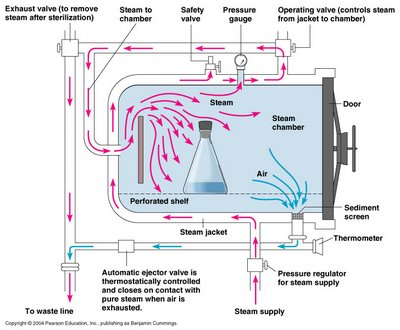 Exhaust valve (to remove
steam after sterilization)
Steam to
chamber
Safety
valve
Pressure
gauge
Operating valve (controls steam
from jacket to chamber)
Steam
Steam
chamber
Door
Air
Perforated shelf
Sediment
screen
Steam jacket
Thermometer
Automatic ejector valve is
thermostatically controlled
and closes on contact with
pure steam when air is
exhausted.
Pressure regulator
for steam supply
To waste line
Steam supply
Copyright © 2004 Pearson Education, Inc., publishing as Benjamin Cummings.